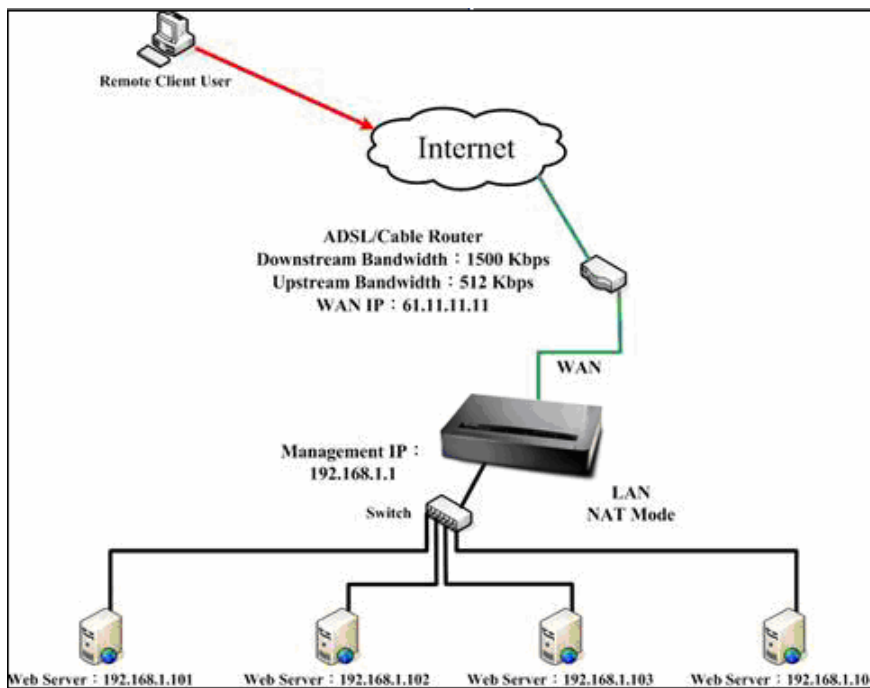 Remote Client User
Internet
ADSL/Cable Router
Downstream Bandwidth：1500 Kbps
Upstream Bandwidth：512 Kbps
WAN IP：61.11.11.11
WAN
Management IP：
192.168.1.1
LAN
NAT Mode
Switch
Web Server：192.168.1.101
Web Server：192.168.1.102
Web Server：192.168.1.103
Web Server：192.168.1.10